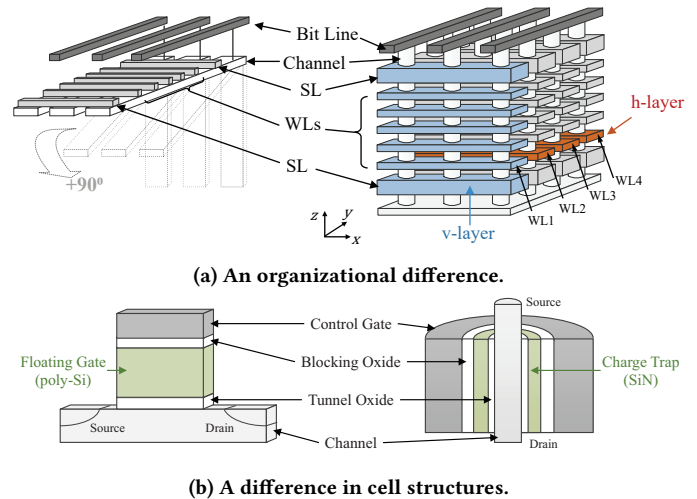 Bit Line
Channel
SL
WLs
SL
+90⁰
h-layer
WL4
WL3
WL2
WL1
v-layer
z
y
x
(a) An organizational difference.
Source
Control Gate
Floating Gate
(poly-Si)
Blocking Oxide
Charge Trap
(SiN)
Tunnel Oxide
Source
Drain
Channel
Drain
(b) A difference in cell structures.